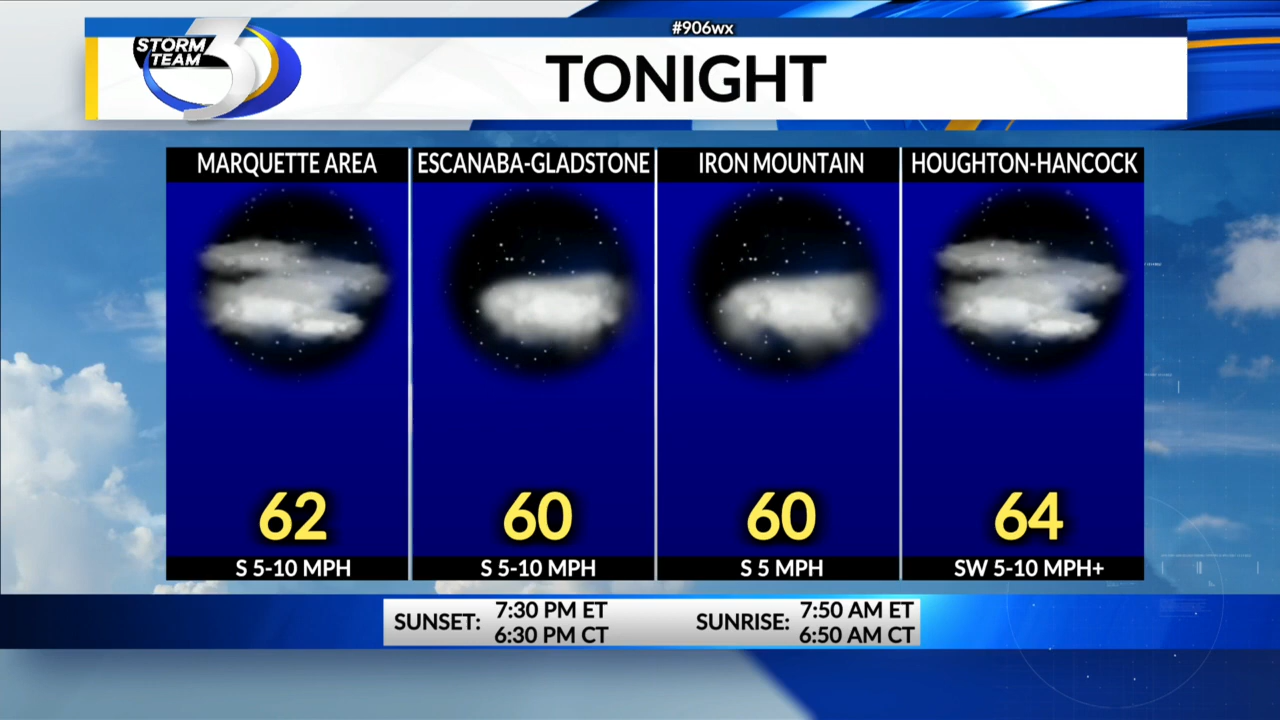 #906wx
STORM
TEAM
3
TONIGHT
MARQUETTE AREA
ESCANABA-GLADSTONE
IRON MOUNTAIN
HOUGHTON-HANCOCK
62
60
60
64
S 5-10 MPH
S 5-10 MPH
S 5 MPH
SW 5-10 MPH+
SUNSET:
7:30 PM ET
6:30 PM CT
SUNRISE:
7:50 AM ET
6:50 AM CT